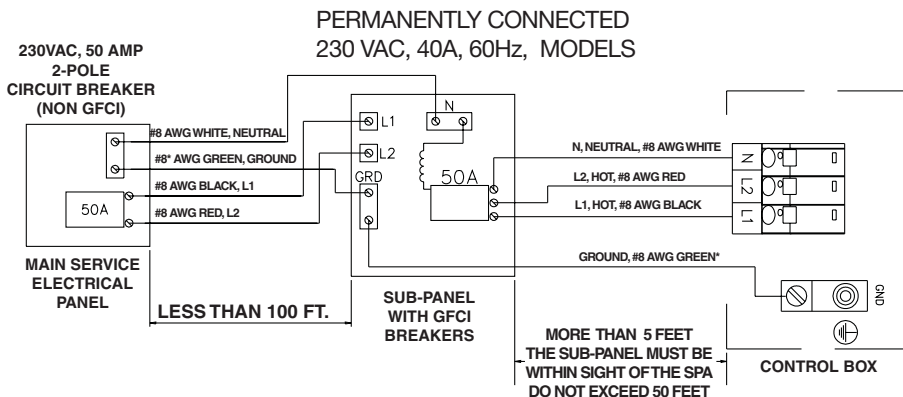 PERMANENTLY CONNECTED
230 VAC, 40A, 60Hz, MODELS
230VAC, 50 AMP
2-POLE
CIRCUIT BREAKER
(NON GFCI)
#8 AWG WHITE, NEUTRAL
#8* AWG GREEN, GROUND
#8 AWG BLACK, L1
50A
#8 AWG RED, L2
MAIN SERVICE
ELECTRICAL
PANEL
LESS THAN 100 FT.
N
L1
L2
GRD
50A
SUB-PANEL
WITH GFCI
BREAKERS
N, NEUTRAL, #8 AWG WHITE
L2, HOT, #8 AWG RED
L1, HOT, #8 AWG BLACK
GROUND, #8 AWG GREEN*
MORE THAN 5 FEET
THE SUB-PANEL MUST BE
WITHIN SIGHT OF THE SPA
DO NOT EXCEED 50 FEET
N
L2
L1
GND
CONTROL BOX